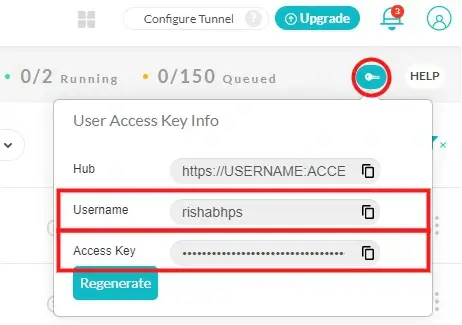 Configure Tunnel ? Upgrade 3
0/2 Running 0/150 Queued HELP
User Access Key Info
Hub https://USERNAME:ACCE
Username rishabhps
Access Key ••••••••••••••••••••••••••••••••
Regenerate